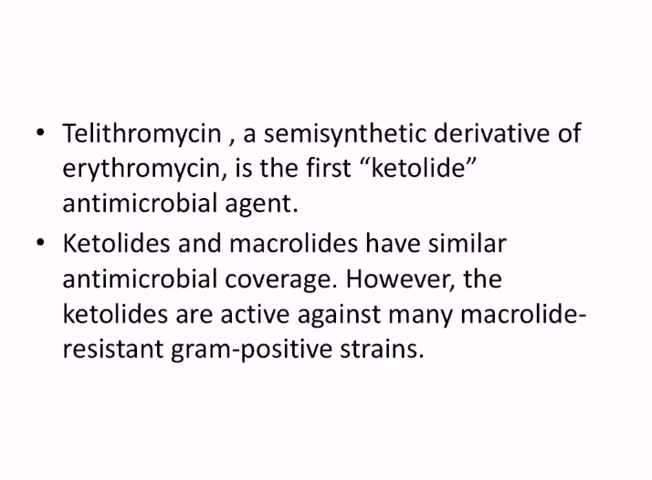 • Telithromycin , a semisynthetic derivative of
erythromycin, is the first “ketolide”
antimicrobial agent.
• Ketolides and macrolides have similar
antimicrobial coverage. However, the
ketolides are active against many macrolide-
resistant gram-positive strains.